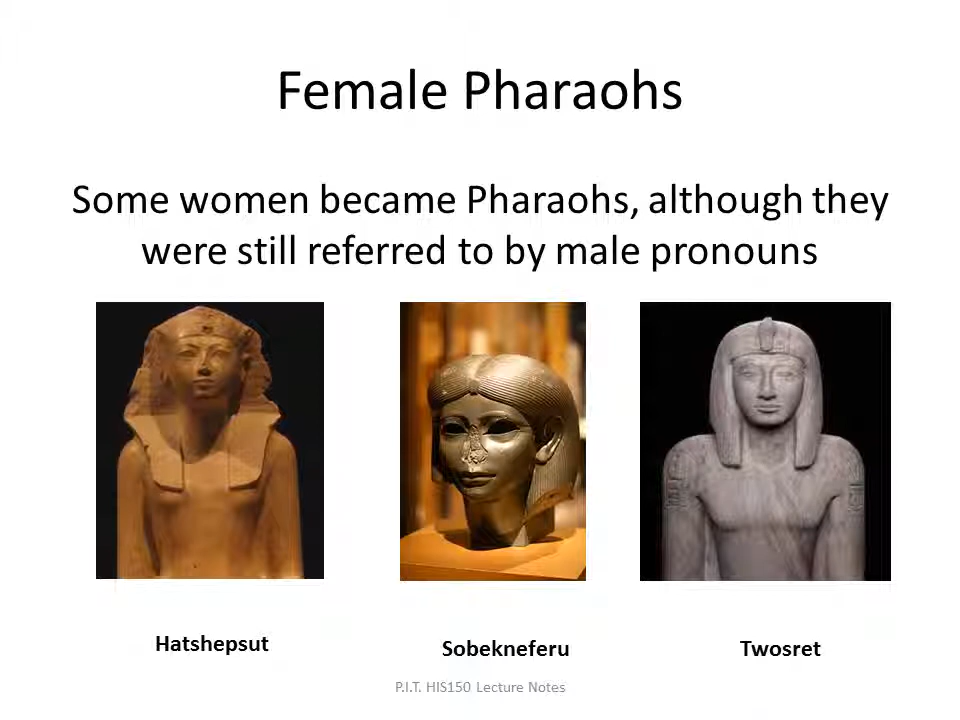 Female Pharaohs
Some women became Pharaohs, although they
were still referred to by male pronouns
Hatshepsut
Sobekneferu
Twosret
P.I.T. HIS150 Lecture Notes